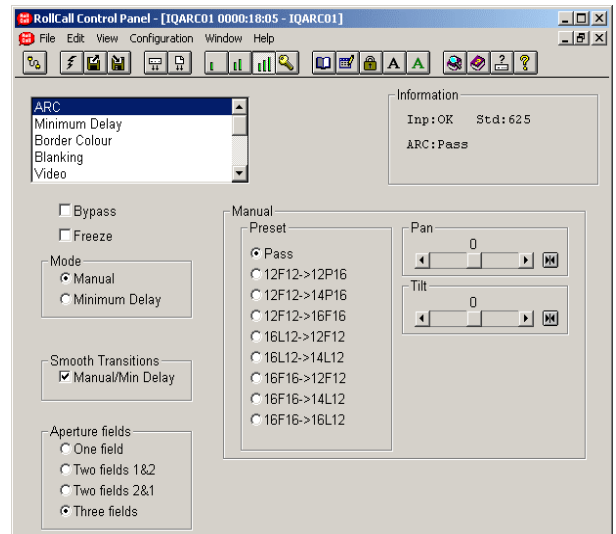 RollCall Control Panel - [IQARC01 0000:18:05 - IQARC01]
File Edit View Configuration Window Help
A A
ARC
Minimum Delay
Border Colour
Blanking
Video
Information
Inp:OK Std:625
ARC:Pass
Bypass
Freeze
Mode
Manual
Minimum Delay
Smooth Transitions
Manual/Min Delay
Aperture fields
One field
Two fields 1&2
Two fields 2&1
Three fields
Manual
Preset
Pass
12F12->12P16
12F12->14P16
12F12->16F16
16L12->12F12
16L12->14L12
16F16->12F12
16F16->14L12
16F16->16L12
Pan
0
Tilt
0